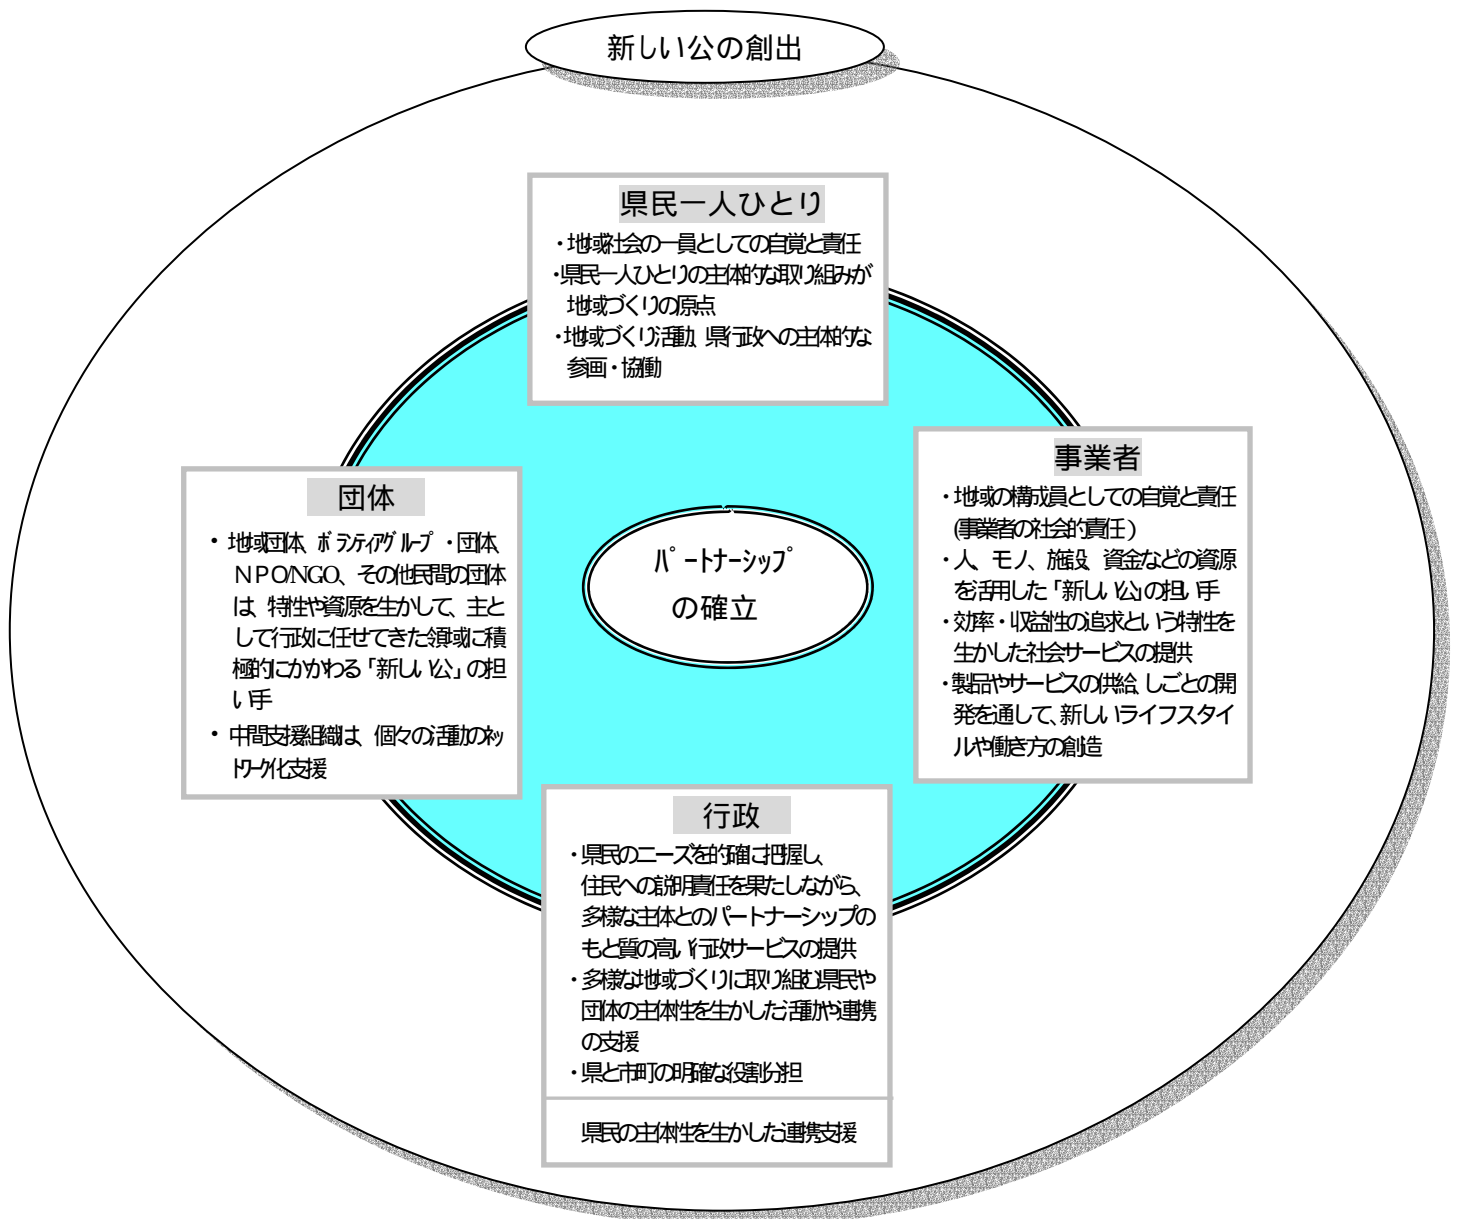 新しい公の創出
県民一人ひとり
・地域社会の一員としての自覚と責任
・県民一人ひとりの主体的な取り組みが
地域づくりの原点
・地域づくり活動、県行政への主体的な
参画・協働
事業者
・地域の構成員としての自覚と責任
(事業者の社会的責任)
・人、モノ、施設、資金などの資源
を活用した「新しい公」の担い手
・効率・収益性の追求という特性を
生かした社会サービスの提供
・製品やサービスの供給、しごとの開
発を通して、新しいライフスタイ
ルや働き方の創造
団体
・地域団体、ボランティアグループ・団体、
NPO/NGO、その他民間の団体
は、特性や資源を生かして、主と
して行政に任せてきた領域に積
極的にかかわる「新しい公」の担
い手
・中間支援組織は、個々の活動のネッ
トワーク化支援
パートナーシップ
の確立
行政
・県民のニーズを的確に把握し、
住民への説明責任を果たしながら、
多様な主体とのパートナーシップの
もと質の高い行政サービスの提供
・多様な地域づくりに取り組む県民や
団体の主体性を生かした活動や連携
の支援
・県と市町の明確な役割分担
県民の主体性を生かした連携支援